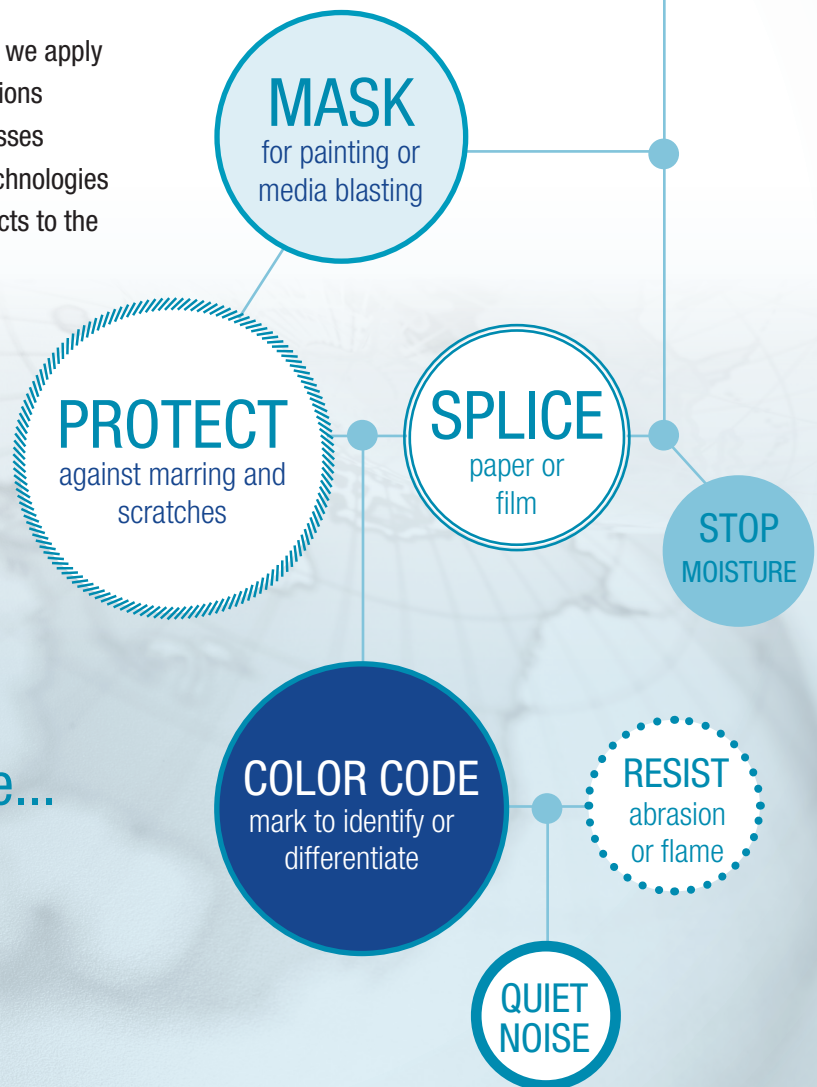 we apply
ions
sses
chnologies
cts to the
MASK
for painting or
media blasting
PROTECT
against marring and
scratches
SPLICE
paper or
film
STOP
MOISTURE
e...
COLOR CODE
mark to identify or
differentiate
RESIST
abrasion
or flame
QUIET
NOISE